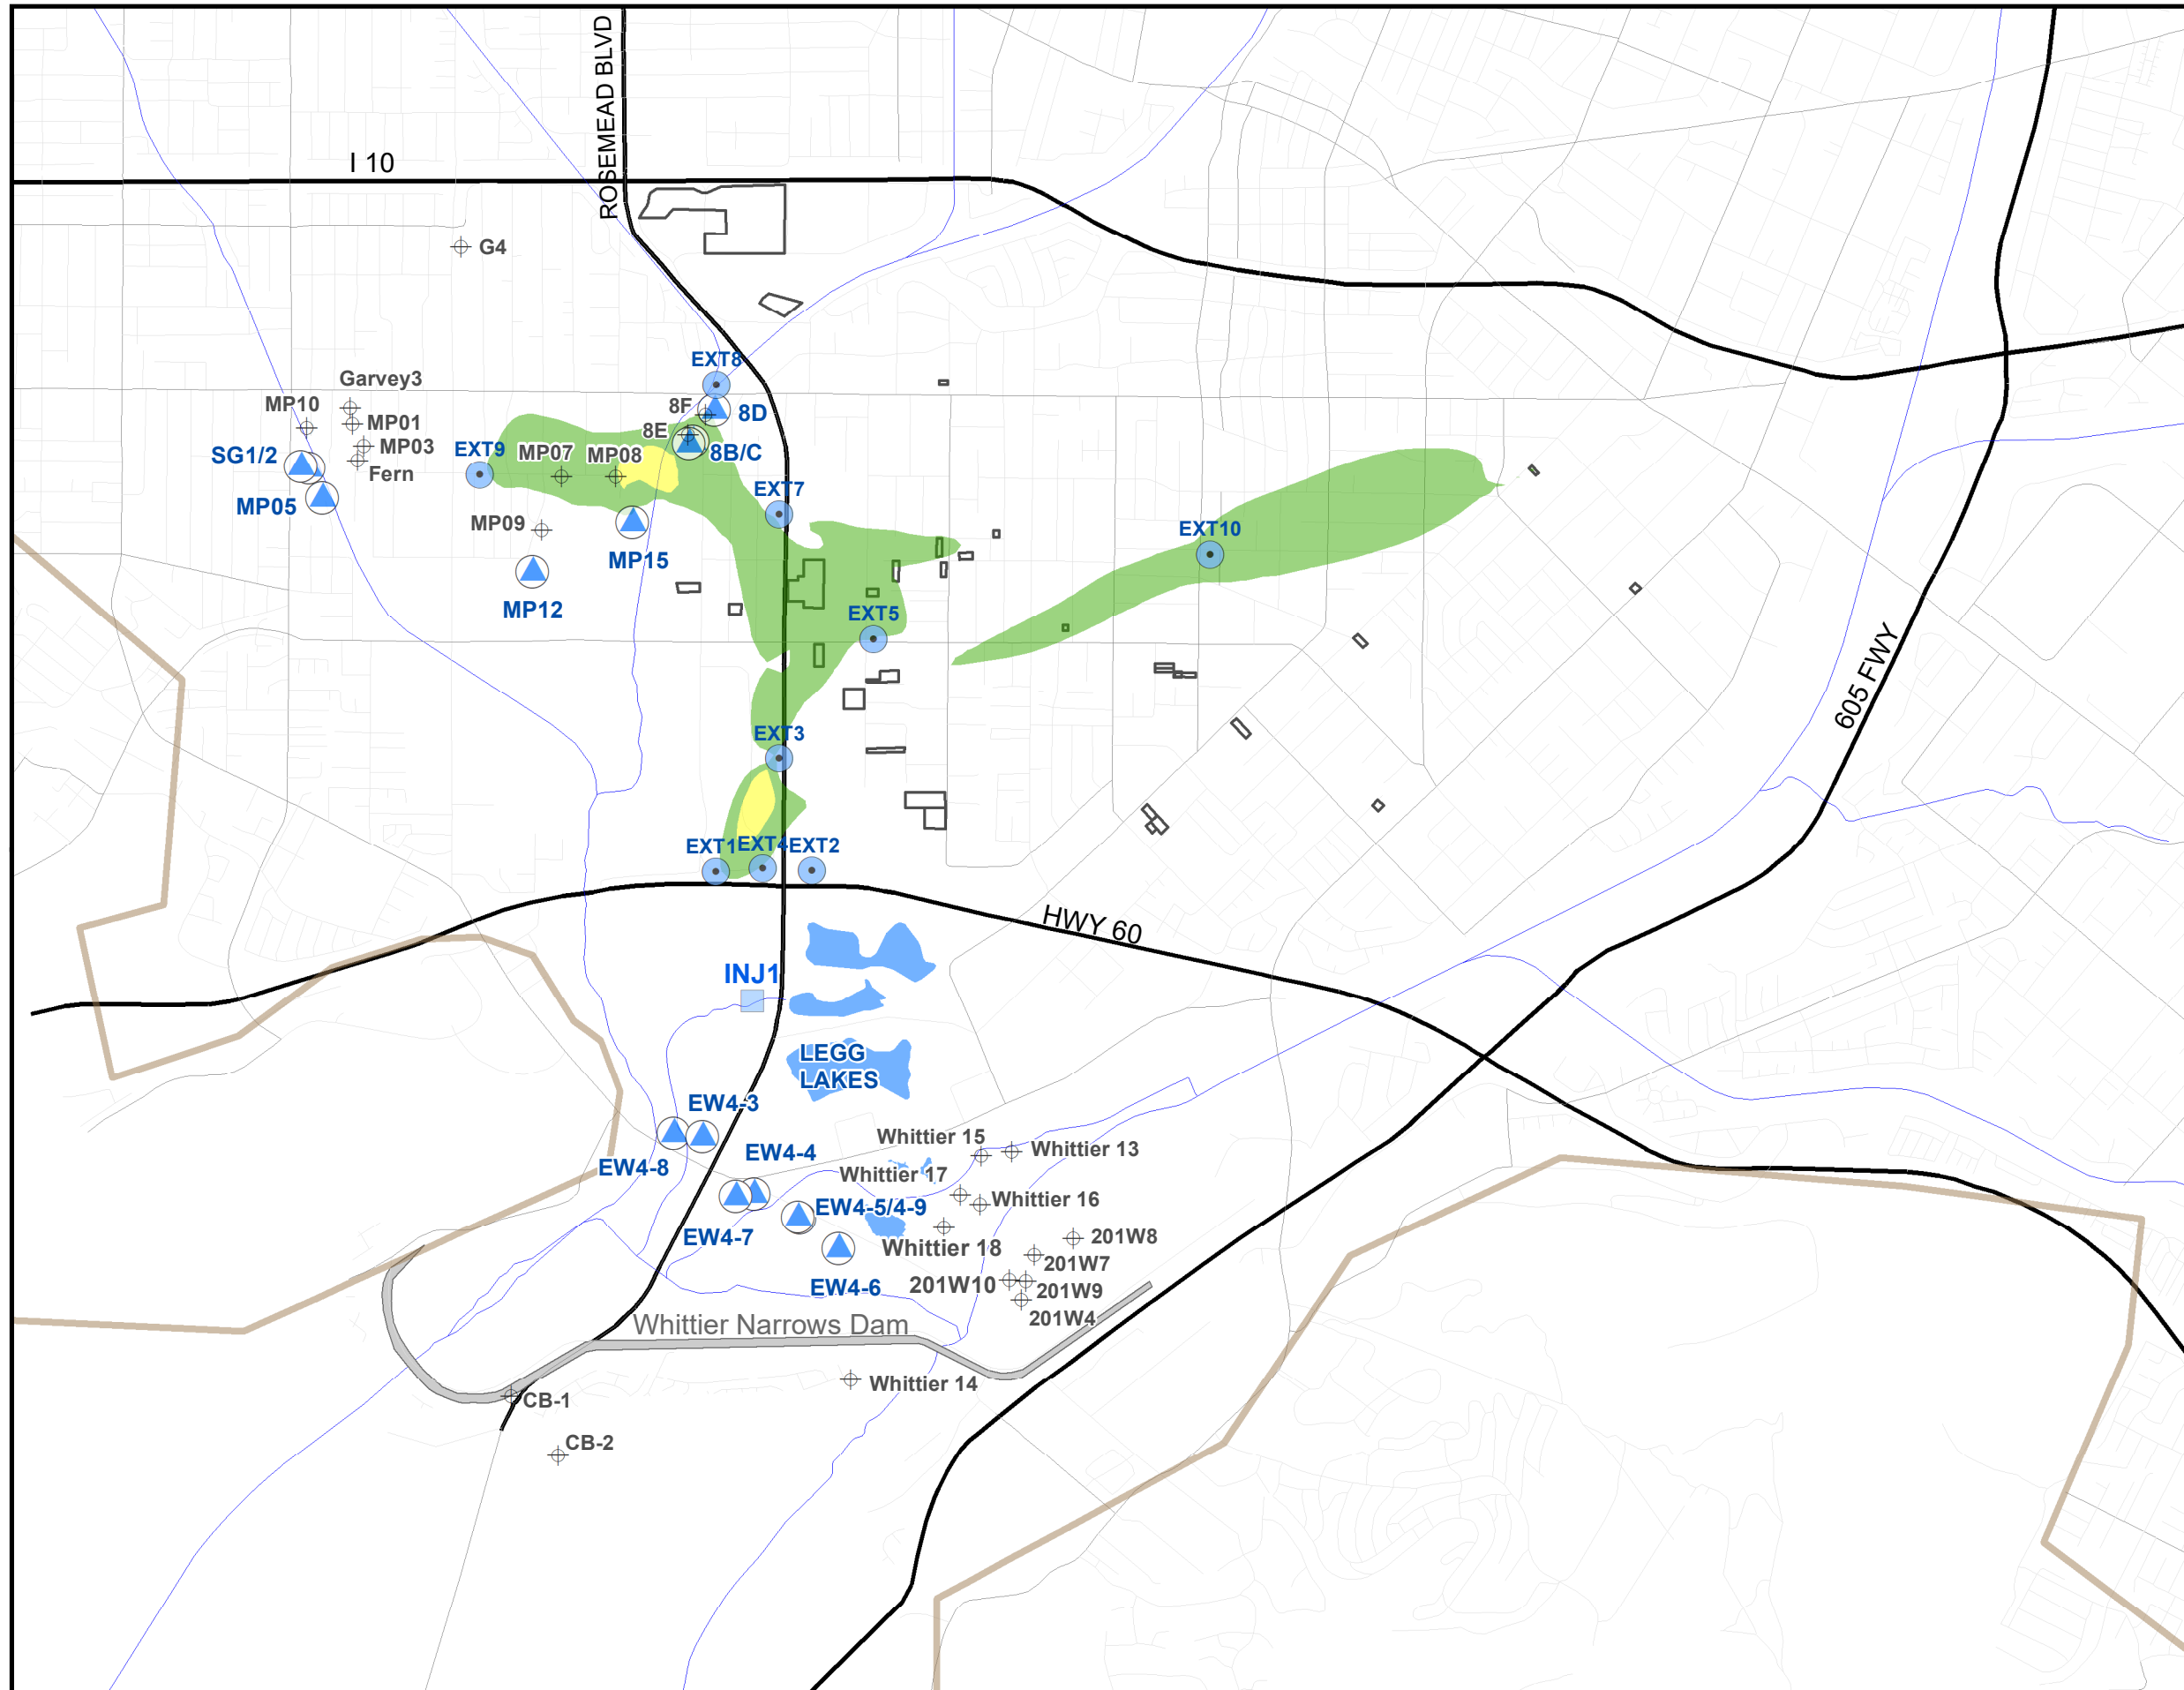 ROSEMEAD BLVD
I 10
G4
EXT8
Garvey3
MP10
8F
8D
MP01
8E
MP03
SG1/2
EXT9
MP07
MP08
8B/C
Fern
MP05
EXT7
MP09
EXT10
MP15
MP12
EXT5
605 FWY
EXT3
EXT1
EXT4
EXT2
HWY 60
INJ1
LEGG
LAKES
EW4-3
Whittier 15
Whittier 13
EW4-4
EW4-8
Whittier 17
Whittier 16
EW4-5/4-9
EW4-7
Whittier 18
201W8
201W7
EW4-6
201W10
201W9
201W4
Whittier Narrows Dam
Whittier 14
CB-1
CB-2